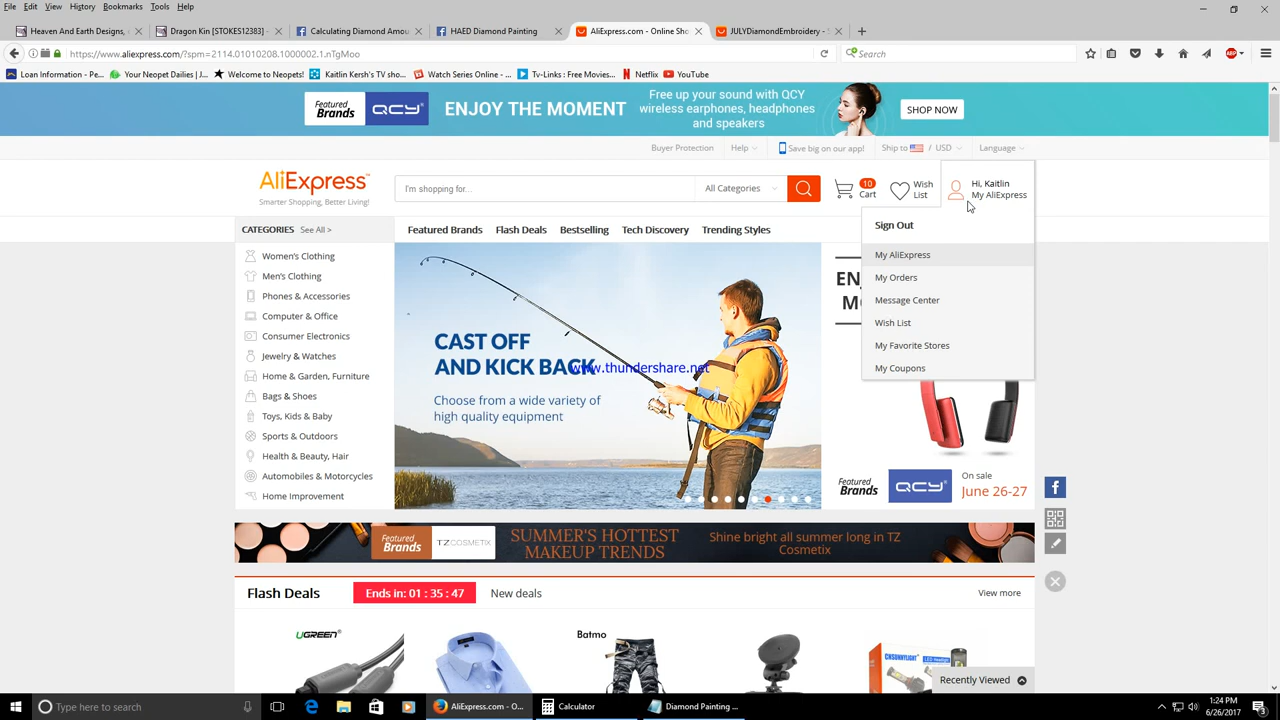 File Edit View History Bookmarks Tools Help
Heaven And Earth Designs, Dragon Kin [STOKES12383] - Calculating Diamond Amou HAED Diamond Painting AliExpress.com - Online Sho JULYDiamondEmbroidery - S
https://www.aliexpress.com/?spm=2114.01010208.1000002.1.nTgMoo Search
Loan Information - Pe... Your Neopet Dailies | J... Welcome to Neopets! Kaitlin Kersh's TV sho... Watch Series Online - ... Tv-Links : Free Movies... Netflix YouTube
Featured Brands QCY ENJOY THE MOMENT
Free up your sound with QCY
wireless earphones, headphones
and speakers
SHOP NOW
Buyer Protection Help Save big on our app! Ship to / USD Language
AliExpress
Smarter Shopping, Better Living!
I'm shopping for... All Categories
10 Cart
Wish List
Hi, Kaitlin
My AliExpress
Sign Out
My AliExpress
My Orders
Message Center
Wish List
My Favorite Stores
My Coupons
CATEGORIES See All >
Featured Brands Flash Deals Bestselling Tech Discovery Trending Styles
Women's Clothing
Men's Clothing
Phones & Accessories
Computer & Office
Consumer Electronics
Jewelry & Watches
Home & Garden, Furniture
Bags & Shoes
Toys, Kids & Baby
Sports & Outdoors
Health & Beauty, Hair
Automobiles & Motorcycles
Home Improvement
CAST OFF
AND KICK BACK
www.thundershare.net
Choose from a wide variety of
high quality equipment
EN
MO
Featured Brands QCY
On sale
June 26-27
Featured Brands TZCOSMETIX
SUMMER'S HOTTEST
MAKEUP TRENDS
Shine bright all summer long in TZ
Cosmetix
Flash Deals Ends in: 01 : 35 : 47 New deals View more
UGREEN
Batmo
CNSUNNYLIGHT
LED Headlight
Recently Viewed
Type here to search
AliExpress.com - O... Calculator Diamond Painting ...
1:24 PM
6/26/2017
3